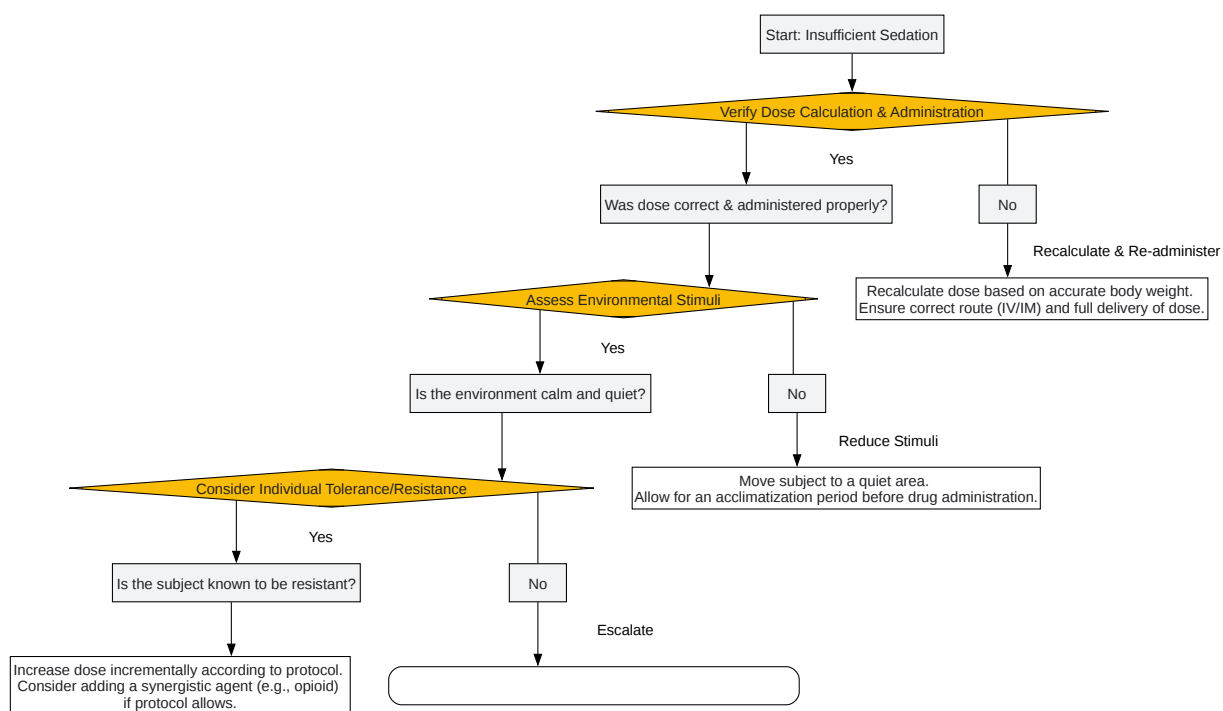 Start: Insufficient Sedation
Verify Dose Calculation & Administration
Yes
Was dose correct & administered properly?
No
Recalculate & Re-administer
Recalculate dose based on accurate body weight.
Ensure correct route (IV/IM) and full delivery of dose.
Assess Environmental Stimuli
Yes
Is the environment calm and quiet?
No
Reduce Stimuli
Move subject to a quiet area.
Allow for an acclimatization period before drug administration.
Consider Individual Tolerance/Resistance
Yes
Is the subject known to be resistant?
No
Escalate
Increase dose incrementally according to protocol.
Consider adding a synergistic agent (e.g., opioid)
if protocol allows.